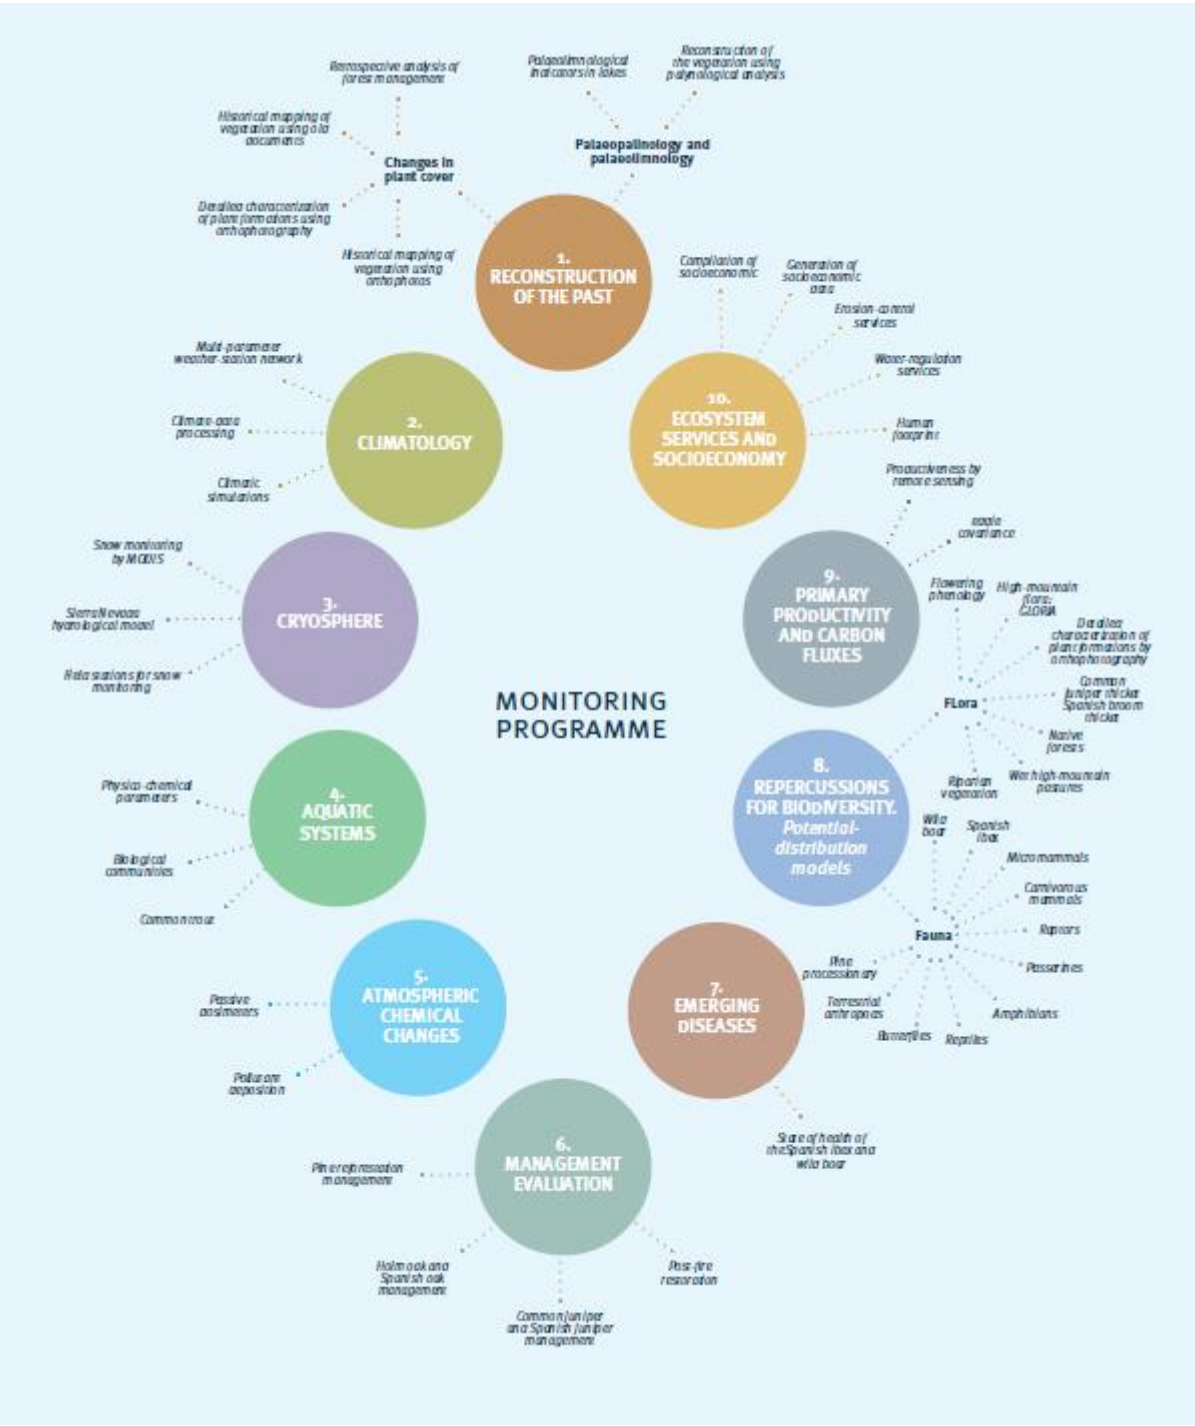 Retrospective analysis of
forest management
Historical mapping of
vegetation using old
documents
Changes in
plant cover
Detailed characterization
of plant formations using
orthophotography
Historical mapping of
vegetation using
orthophotos
Palaeolimnological
indicators in lakes
Reconstruction of
the vegetation using
palynological analysis
Palaeopalinology and
palaeolimnology
1.
RECONSTRUCTION
OF THE PAST
Multi-parameter
weather-station network
Climate-data
processing
Climatic
simulations
2.
CLIMATOLOGY
Compilation of
socioeconomic
Generation of
socioeconomic
data
Erosion-control
services
Water-regulation
services
Human
footprint
10.
ECOSYSTEM
SERVICES AND
SOCIOECONOMY
Snow monitoring
by MODIS
Sierra Nevada
hydrological model
Field stations for snow
monitoring
3.
CRYOSPHERE
Productiveness by
remote sensing
eddie
covariance
9.
PRIMARY
PRODUCTIVITY
AND CARBON
FLUXES
MONITORING
PROGRAMME
Flowering
phenology
High-mountain
flora:
GLORIA
Detailed
characterization of
plant formations by
orthophotography
Common
juniper thicket
Spanish broom
thicket
Native
forests
Wet high-mountain
pastures
Riparian
vegetation
FLora
8.
REPERCUSSIONS
FOR BIODIVERSITY.
Potential-
distribution
models
Wild
boar
Spanish
ibex
Micromammals
Carnivorous
mammals
Raptors
Passerines
Amphibians
Reptiles
Butterflies
Terrestrial
arthropods
Pine
processionary
Fauna
Physico-chemical
parameters
Biological
communities
Common trout
4.
AQUATIC
SYSTEMS
Passive
dosimeters
Pollutant
deposition
5.
ATMOSPHERIC
CHEMICAL
CHANGES
7.
EMERGING
DISEASES
State of health of
the Spanish ibex and
wild boar
6.
MANAGEMENT
EVALUATION
Pine reforestation
management
Holm oak and
Spanish oak
management
Common juniper
and Spanish juniper
management
Post-fire
restoration